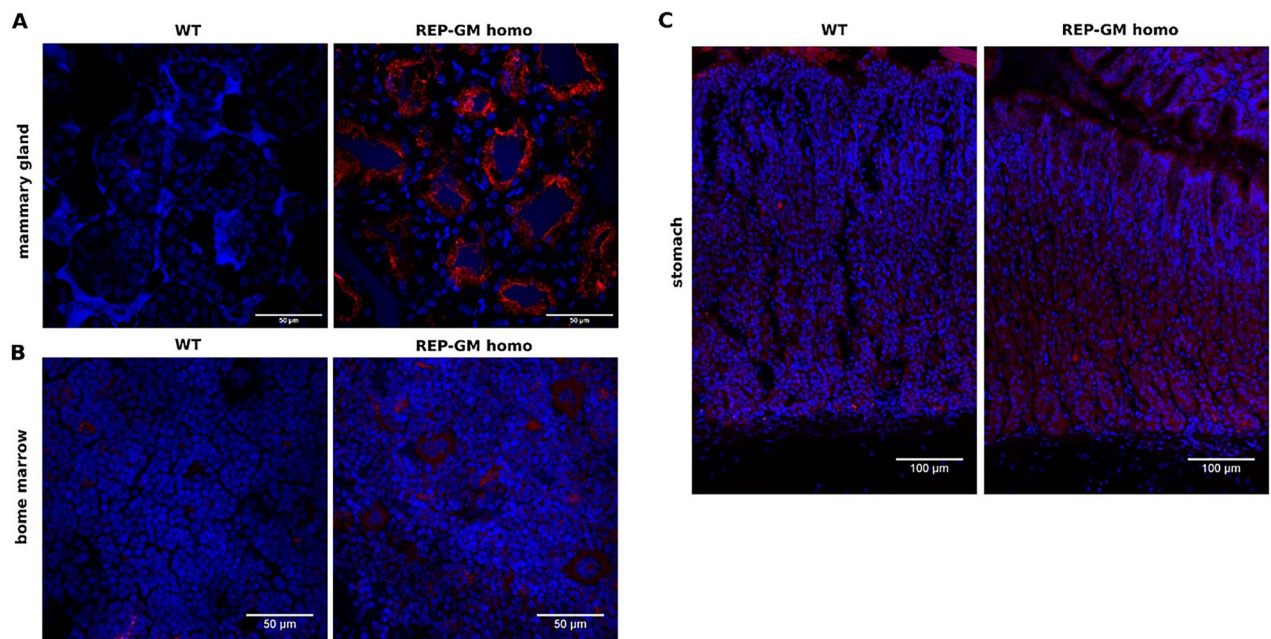 A
WT
REP-GM homo
mammary gland
50 µm
50 µm
B
WT
REP-GM homo
bome marrow
50 µm
50 µm
C
WT
REP-GM homo
stomach
100 µm
100 µm